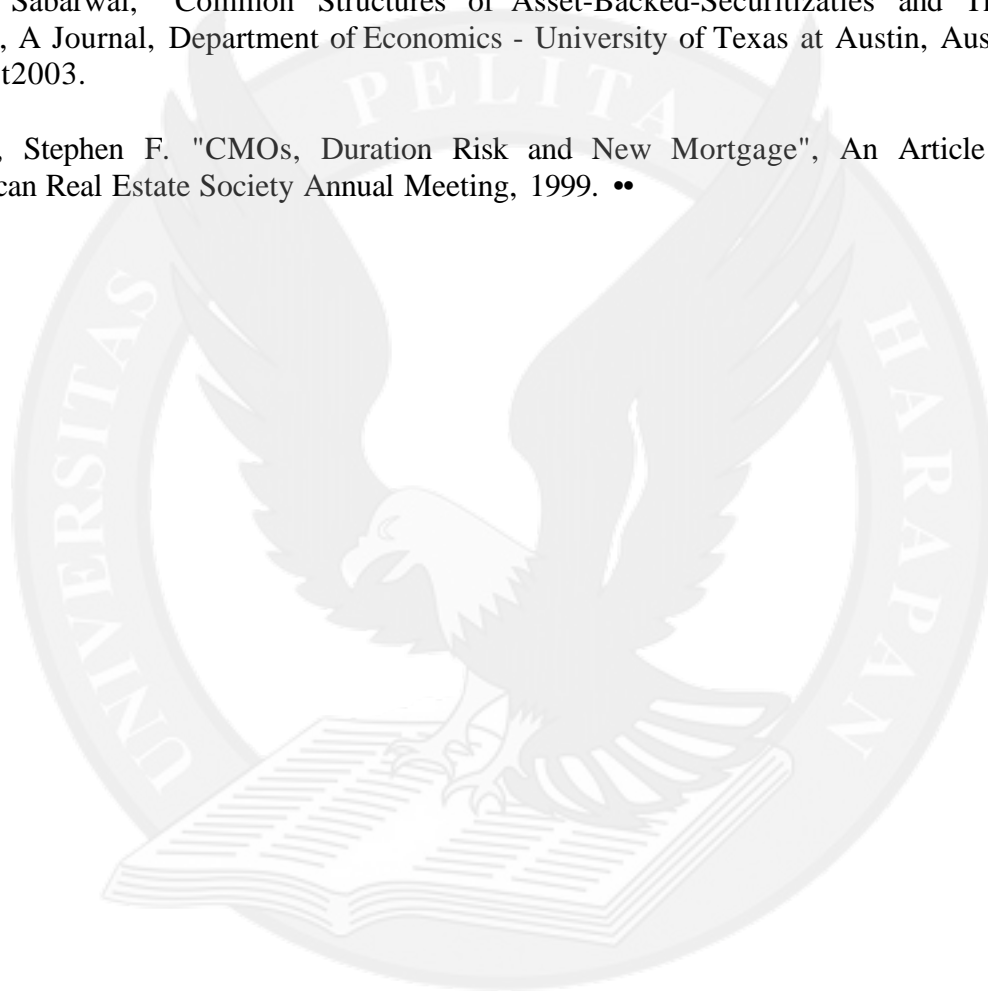 Sabarwal, "Common Structures of Asset-Backed-Securitizaties and
, A Journal, Department of Economics - University of Texas at Austin, Aus
t2003.
, Stephen F. "CMOs, Duration Risk and New Mortgage", An Article
can Real Estate Society Annual Meeting, 1999. ••
PELITA
UNIVERSITAS
HARAPAN